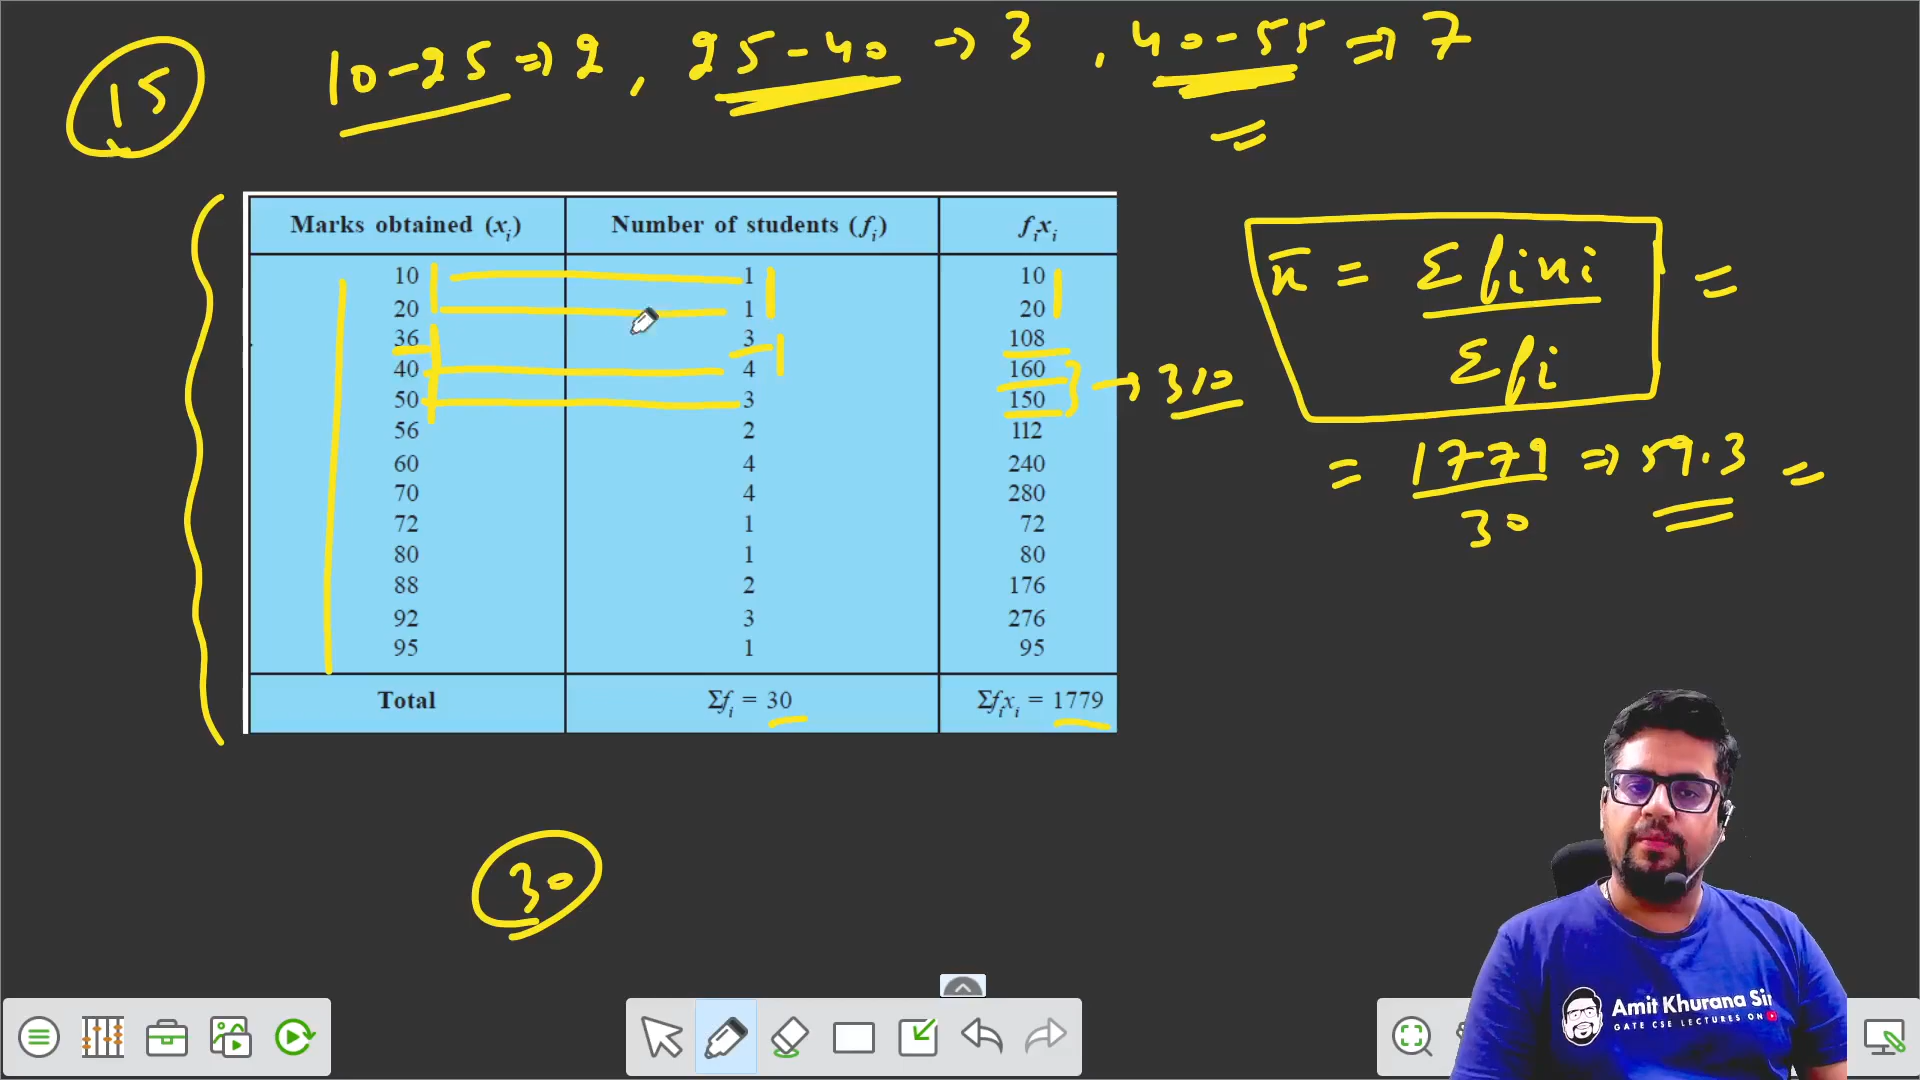 15
10-25 ⇒ 2 , 25-40 → 3 , 40-55 ⇒ 7
Marks obtained (xi) Number of students (fi) fixi
10 1 10
20 1 20
36 3 108
40 4 160
50 3 150
56 2 112
60 4 240
70 4 280
72 1 72
80 1 80
88 2 176
92 3 276
95 1 95
Total Σfi = 30 Σfixi = 1779
→ 310
x̄ = Σfixi / Σfi =
= 1779 / 30 ⇒ 59.3 =
30
Amit Khurana Sir
GATE CSE LECTURES ON